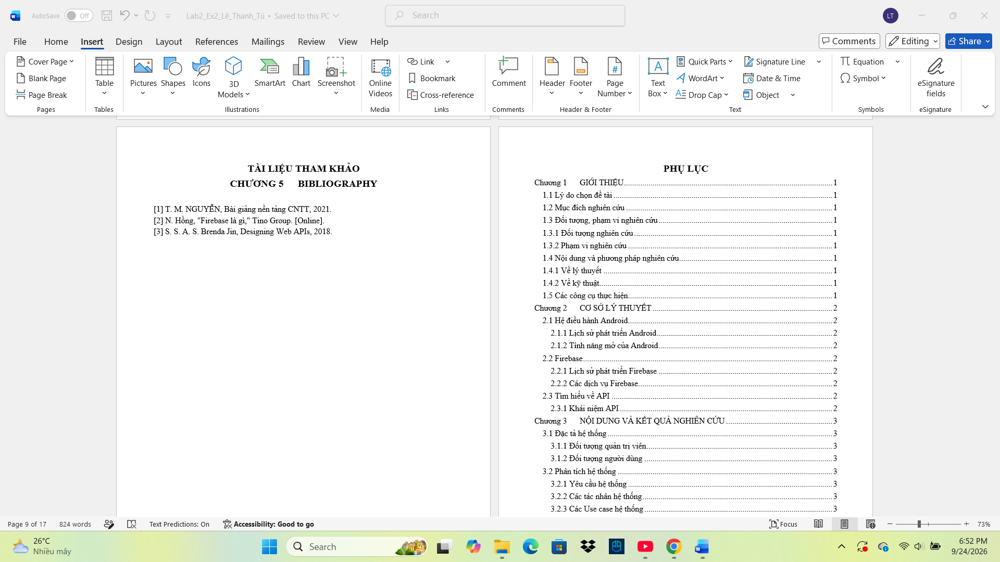 AutoSave Off Lab2_Ex2_Lê_Thanh_Tú • Saved to this PC Search LT
File Home Insert Design Layout References Mailings Review View Help Comments Editing Share
Cover Page
Blank Page
Page Break
Pages
Table
Tables
Pictures Shapes Icons 3D Models SmartArt Chart Screenshot
Illustrations
Online Videos
Media
Link
Bookmark
Cross-reference
Links
Comment
Comments
Header Footer Page Number
Header & Footer
Text Box
Quick Parts
WordArt
Drop Cap
Signature Line
Date & Time
Object
Text
Equation
Symbol
Symbols
eSignature fields
eSignature
TÀI LIỆU THAM KHẢO
CHƯƠNG 5 BIBLIOGRAPHY
[1] T. M. NGUYỄN, Bài giảng nền tảng CNTT, 2021.
[2] N. Hồng, "Firebase là gì," Tino Group. [Online].
[3] S. S. A. S. Brenda Jin, Designing Web APIs, 2018.
PHỤ LỤC
Chương 1 GIỚI THIỆU 1
1.1 Lý do chọn đề tài 1
1.2 Mục đích nghiên cứu 1
1.3 Đối tượng, phạm vi nghiên cứu 1
1.3.1 Đối tượng nghiên cứu 1
1.3.2 Phạm vi nghiên cứu 1
1.4 Nội dung và phương pháp nghiên cứu 1
1.4.1 Về lý thuyết 1
1.4.2 Về kỹ thuật 1
1.5 Các công cụ thực hiện 1
Chương 2 CƠ SỞ LÝ THUYẾT 2
2.1 Hệ điều hành Android 2
2.1.1 Lịch sử phát triển Android 2
2.1.2 Tính năng mở của Android 2
2.2 Firebase 2
2.2.1 Lịch sử phát triển Firebase 2
2.2.2 Các dịch vụ Firebase 2
2.3 Tìm hiểu về API 2
2.3.1 Khái niệm API 2
Chương 3 NỘI DUNG VÀ KẾT QUẢ NGHIÊN CỨU 3
3.1 Đặc tả hệ thống 3
3.1.1 Đối tượng quản trị viên 3
3.1.2 Đối tượng người dùng 3
3.2 Phân tích hệ thống 3
3.2.1 Yêu cầu hệ thống 3
3.2.2 Các tác nhân hệ thống 3
3.2.3 Các Use case hệ thống 3
Page 9 of 17 824 words Text Predictions: On Accessibility: Good to go Focus 73%
26°C
Nhiều mây
Search
6:52 PM
9/24/2026